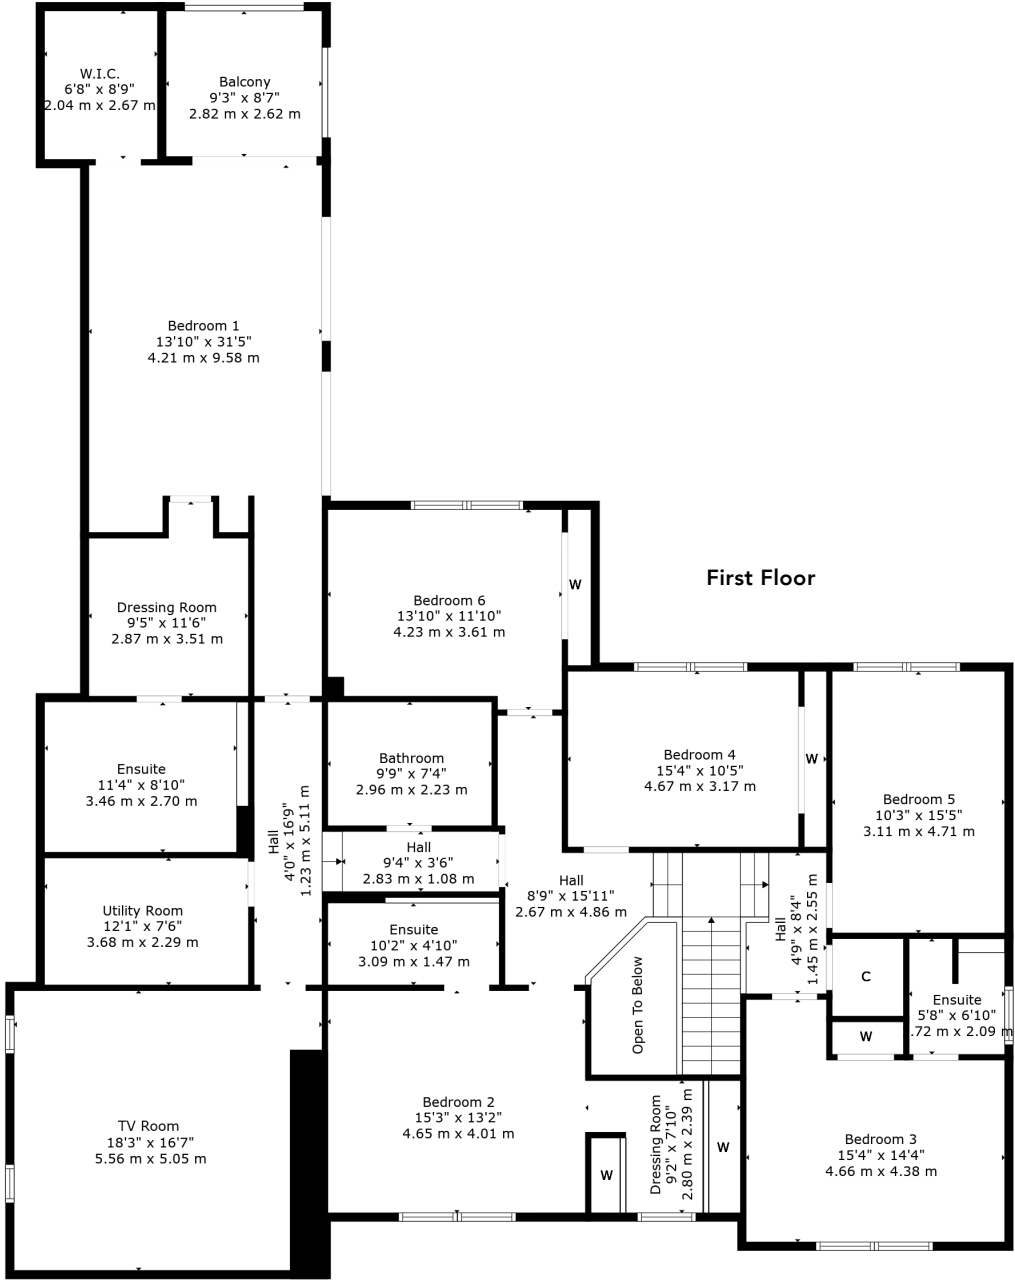 W.I.C.
6'8" x 8'9"
2.04 m x 2.67 m
Balcony
9'3" x 8'7"
2.82 m x 2.62 m
Bedroom 1
13'10" x 31'5"
4.21 m x 9.58 m
First Floor
Dressing Room
9'5" x 11'6"
2.87 m x 3.51 m
Bedroom 6
13'10" x 11'10"
4.23 m x 3.61 m
W
Ensuite
11'4" x 8'10"
3.46 m x 2.70 m
Hall
4'0" x 16'9"
1.23 m x 5.11 m
Bathroom
9'9" x 7'4"
2.96 m x 2.23 m
Bedroom 4
15'4" x 10'5"
4.67 m x 3.17 m
W
Bedroom 5
10'3" x 15'5"
3.11 m x 4.71 m
Hall
9'4" x 3'6"
2.83 m x 1.08 m
Hall
8'9" x 15'11"
2.67 m x 4.86 m
Utility Room
12'1" x 7'6"
3.68 m x 2.29 m
Ensuite
10'2" x 4'10"
3.09 m x 1.47 m
Hall
4'9" x 8'4"
1.45 m x 2.55 m
Open To Below
C
Ensuite
5'8" x 6'10"
.72 m x 2.09 m
W
TV Room
18'3" x 16'7"
5.56 m x 5.05 m
Bedroom 2
15'3" x 13'2"
4.65 m x 4.01 m
Dressing Room
9'2" x 7'10"
2.80 m x 2.39 m
W
W
Bedroom 3
15'4" x 14'4"
4.66 m x 4.38 m